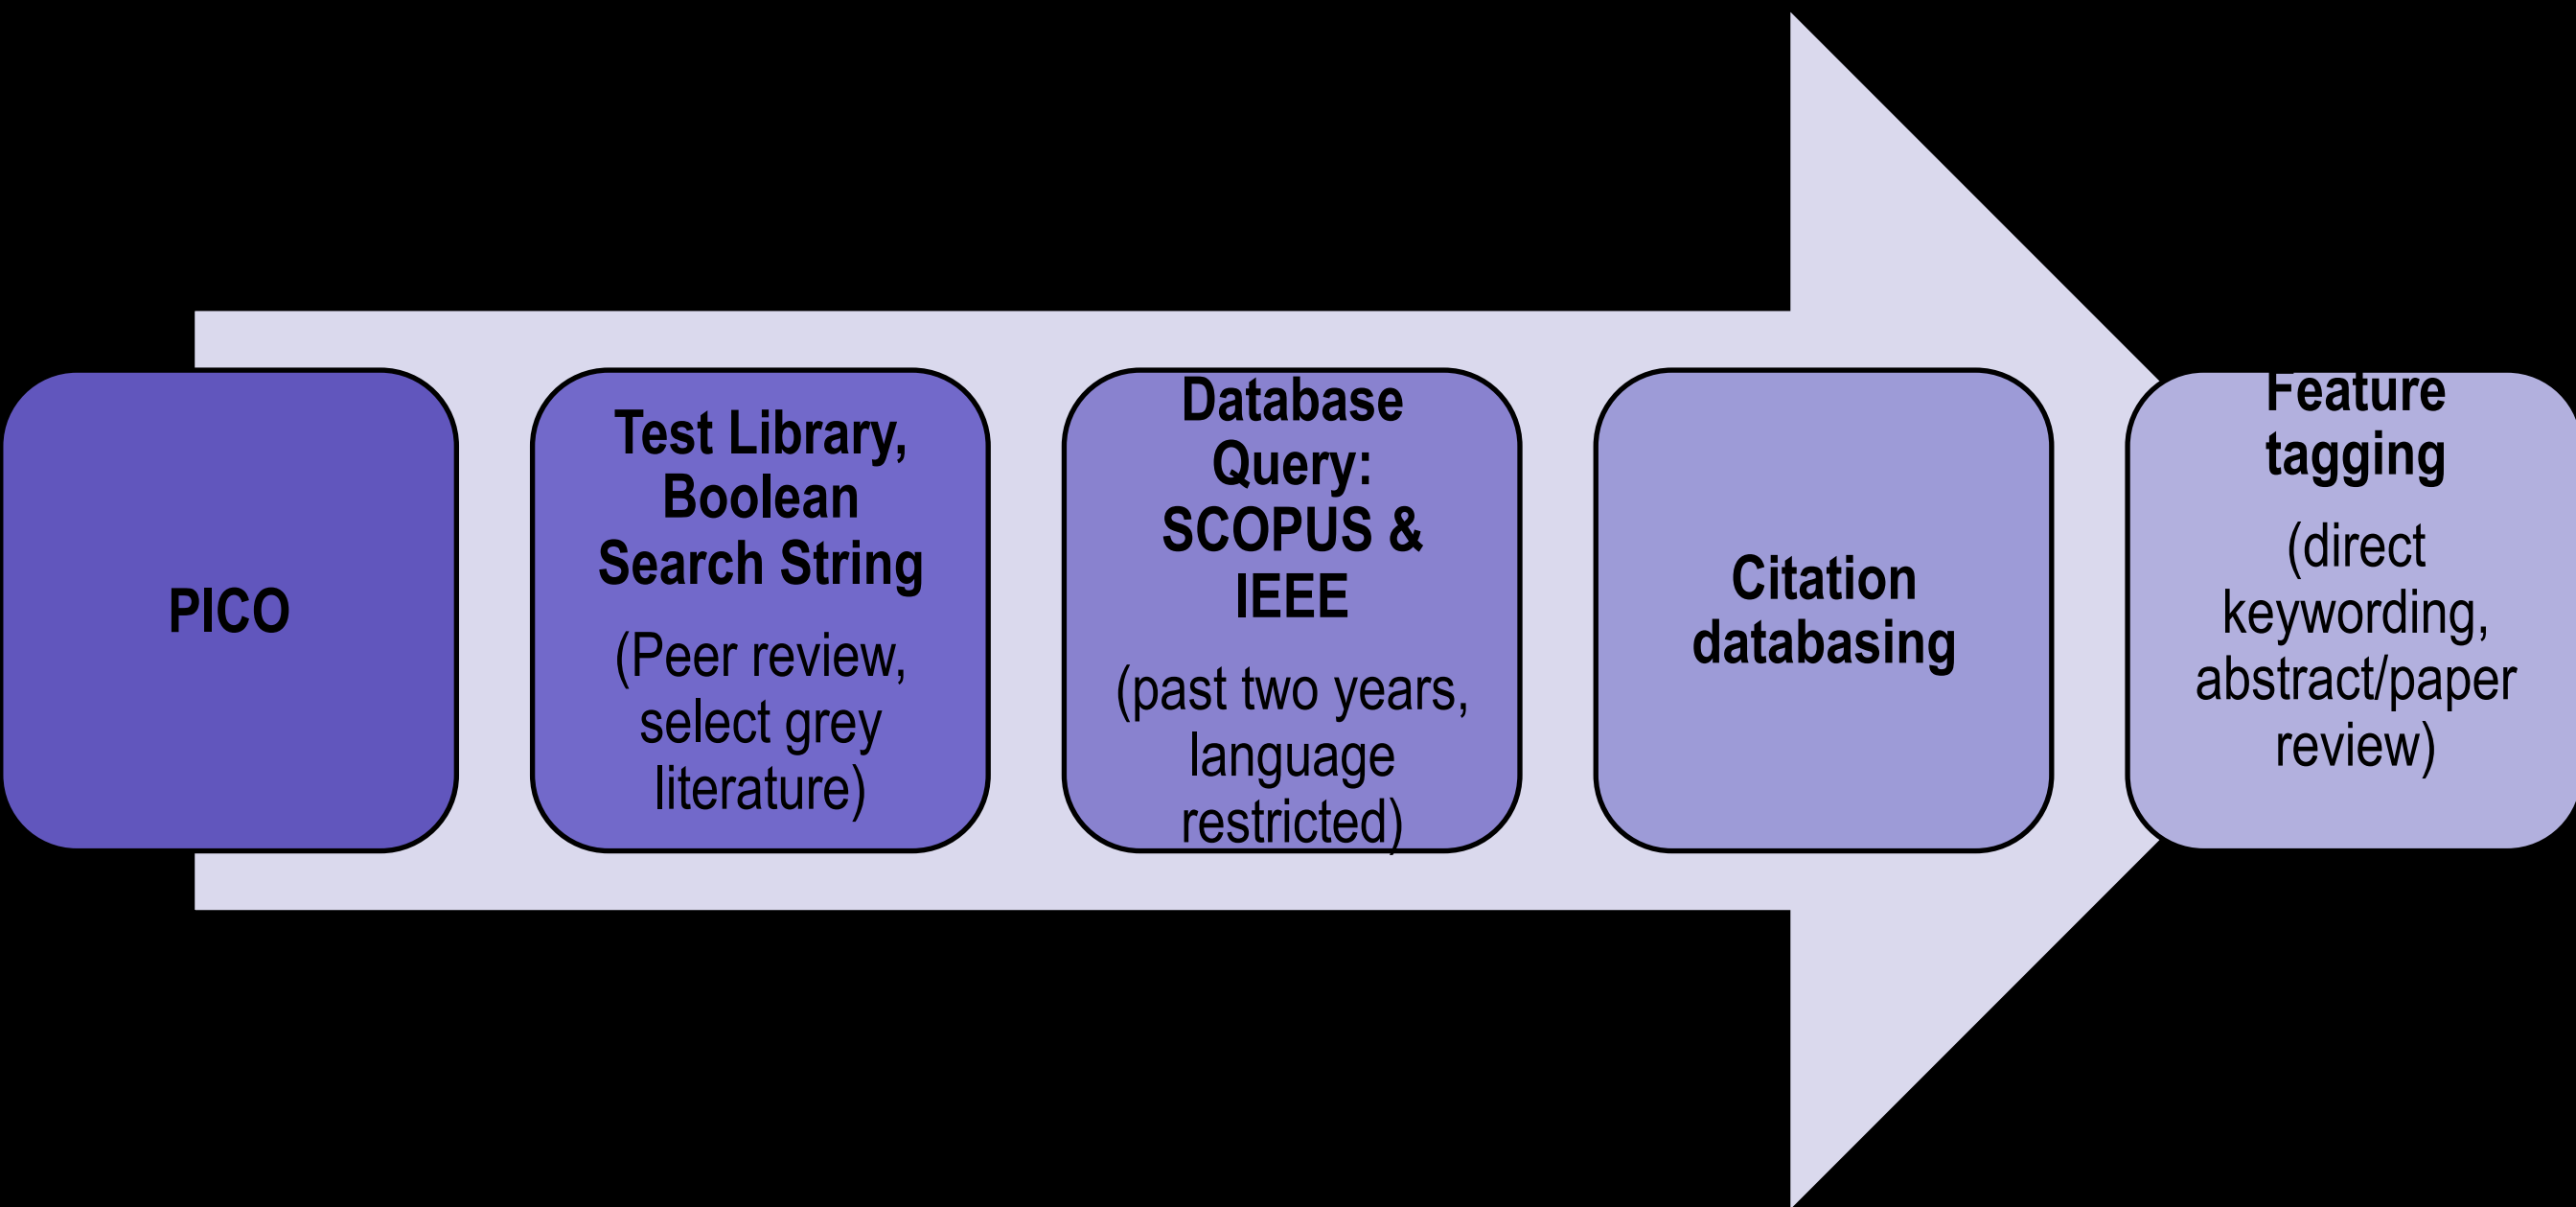 PICO
Test Library,
Boolean
Search String
(Peer review,
select grey
literature)
Database
Query:
SCOPUS &
IEEE
(past two years,
language
restricted)
Citation
databasing
Feature
tagging
(direct
keywording,
abstract/paper
review)